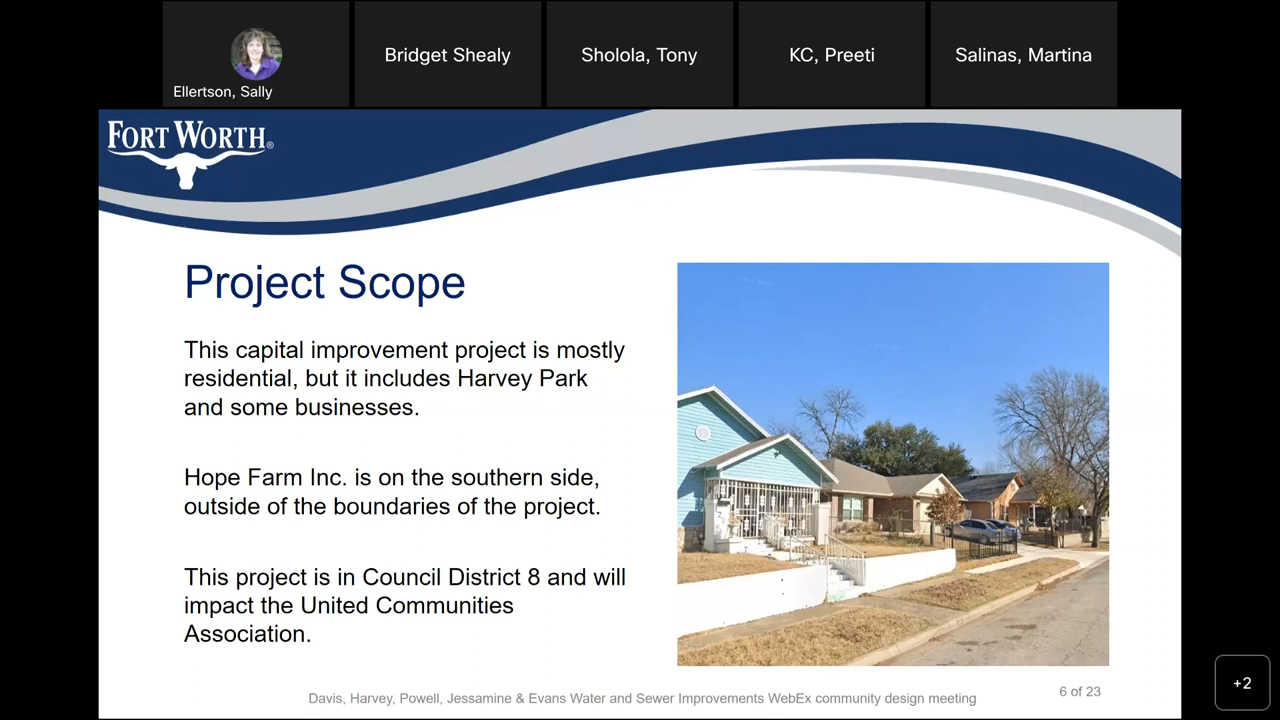 Ellertson, Sally
Bridget Shealy
Sholola, Tony
KC, Preeti
Salinas, Martina
FORT WORTH®
Project Scope
This capital improvement project is mostly
residential, but it includes Harvey Park
and some businesses.
Hope Farm Inc. is on the southern side,
outside of the boundaries of the project.
This project is in Council District 8 and will
impact the United Communities
Association.
Davis, Harvey, Powell, Jessamine & Evans Water and Sewer Improvements WebEx community design meeting
6 of 23
+2